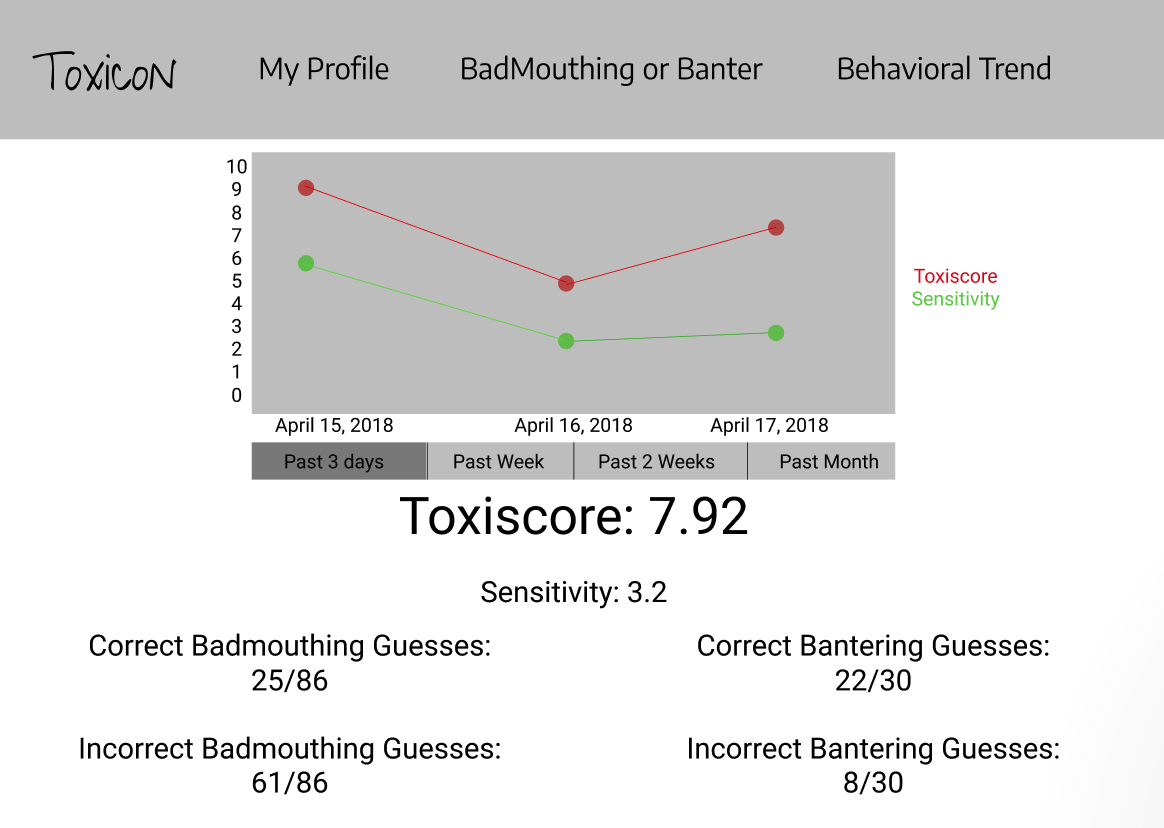 Toxicon
My Profile
BadMouthing or Banter
Behavioral Trend
10
9
8
7
6
5
4
3
2
1
0
Toxiscore
Sensitivity
April 15, 2018
April 16, 2018
April 17, 2018
Past 3 days
Past Week
Past 2 Weeks
Past Month
Toxiscore: 7.92
Sensitivity: 3.2
Correct Badmouthing Guesses:
25/86
Correct Bantering Guesses:
22/30
Incorrect Badmouthing Guesses:
61/86
Incorrect Bantering Guesses:
8/30